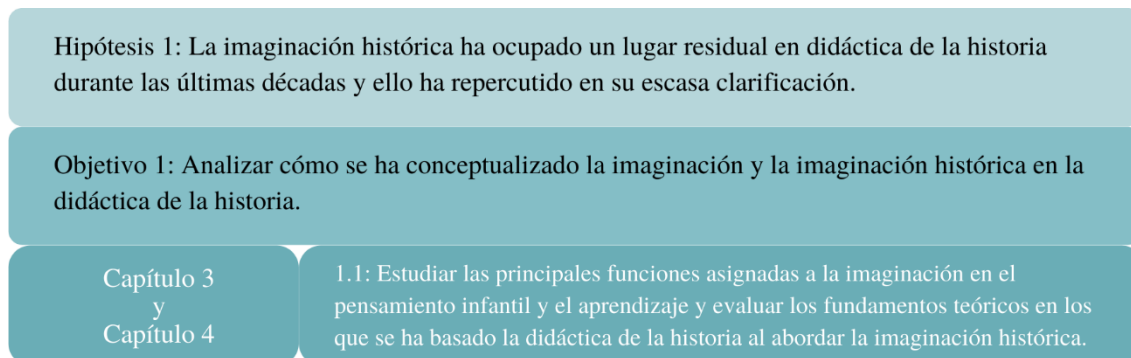 Hipótesis 1: La imaginación histórica ha ocupado un lugar residual en didáctica de la historia
durante las últimas décadas y ello ha repercutido en su escasa clarificación.
Objetivo 1: Analizar cómo se ha conceptualizado la imaginación y la imaginación histórica en la
didáctica de la historia.
Capítulo 3
y
Capítulo 4
1.1: Estudiar las principales funciones asignadas a la imaginación en el
pensamiento infantil y el aprendizaje y evaluar los fundamentos teóricos en los
que se ha basado la didáctica de la historia al abordar la imaginación histórica.